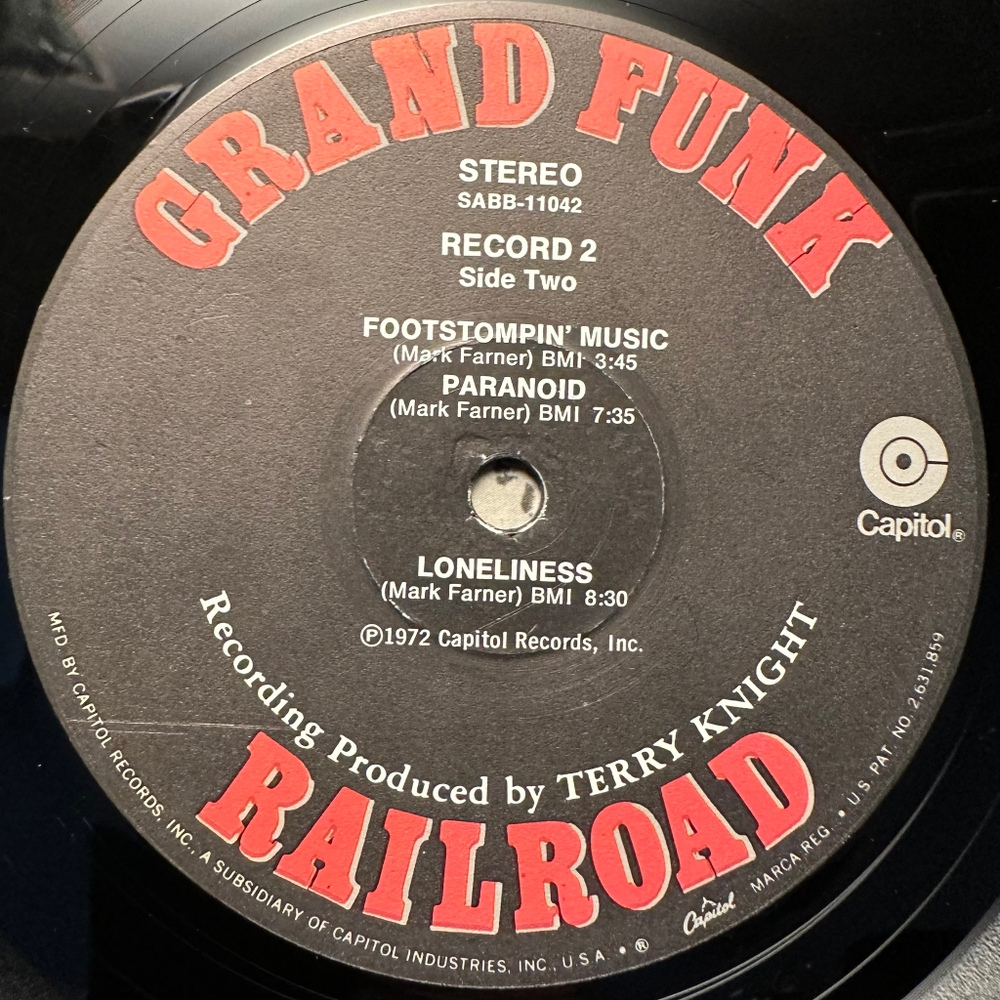 GRAND FUNK
STEREO
SABB-11042
RECORD 2
Side Two
FOOTSTOMPIN' MUSIC
(Mark Farner) BMI 3:45
PARANOID
(Mark Farner) BMI 7:35
Capitol®
LONELINESS
(Mark Farner) BMI 8:30
Ⓟ1972 Capitol Records, Inc.
Recording Produced by TERRY KNIGHT
RAILROAD
MFD BY CAPITOL RECORDS, INC., A SUBSIDIARY OF CAPITOL INDUSTRIES, INC., U.S.A. • ® Capitol MARCA REG. • U.S. PAT. NO. 2,631,859